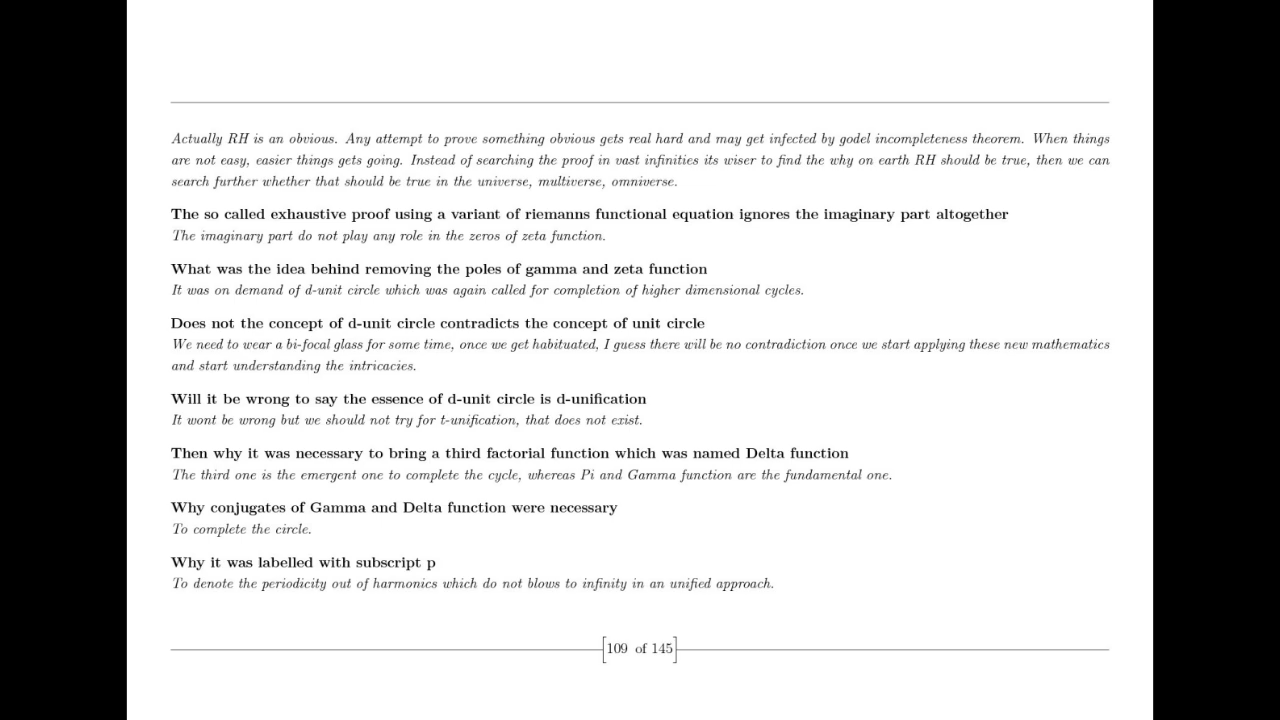 Actually RH is an obvious. Any attempt to prove something obvious gets real hard and may get infected by godel incompleteness theorem. When things
are not easy, easier things gets going. Instead of searching the proof in vast infinities its wiser to find the why on earth RH should be true, then we can
search further whether that should be true in the universe, multiverse, omniverse.
The so called exhaustive proof using a variant of riemanns functional equation ignores the imaginary part altogether
The imaginary part do not play any role in the zeros of zeta function.
What was the idea behind removing the poles of gamma and zeta function
It was on demand of d-unit circle which was again called for completion of higher dimensional cycles.
Does not the concept of d-unit circle contradicts the concept of unit circle
We need to wear a bi-focal glass for some time, once we get habituated, I guess there will be no contradiction once we start applying these new mathematics
and start understanding the intricacies.
Will it be wrong to say the essence of d-unit circle is d-unification
It wont be wrong but we should not try for t-unification, that does not exist.
Then why it was necessary to bring a third factorial function which was named Delta function
The third one is the emergent one to complete the cycle, whereas Pi and Gamma function are the fundamental one.
Why conjugates of Gamma and Delta function were necessary
To complete the circle.
Why it was labelled with subscript p
To denote the periodicity out of harmonics which do not blows to infinity in an unified approach.
[109 of 145]